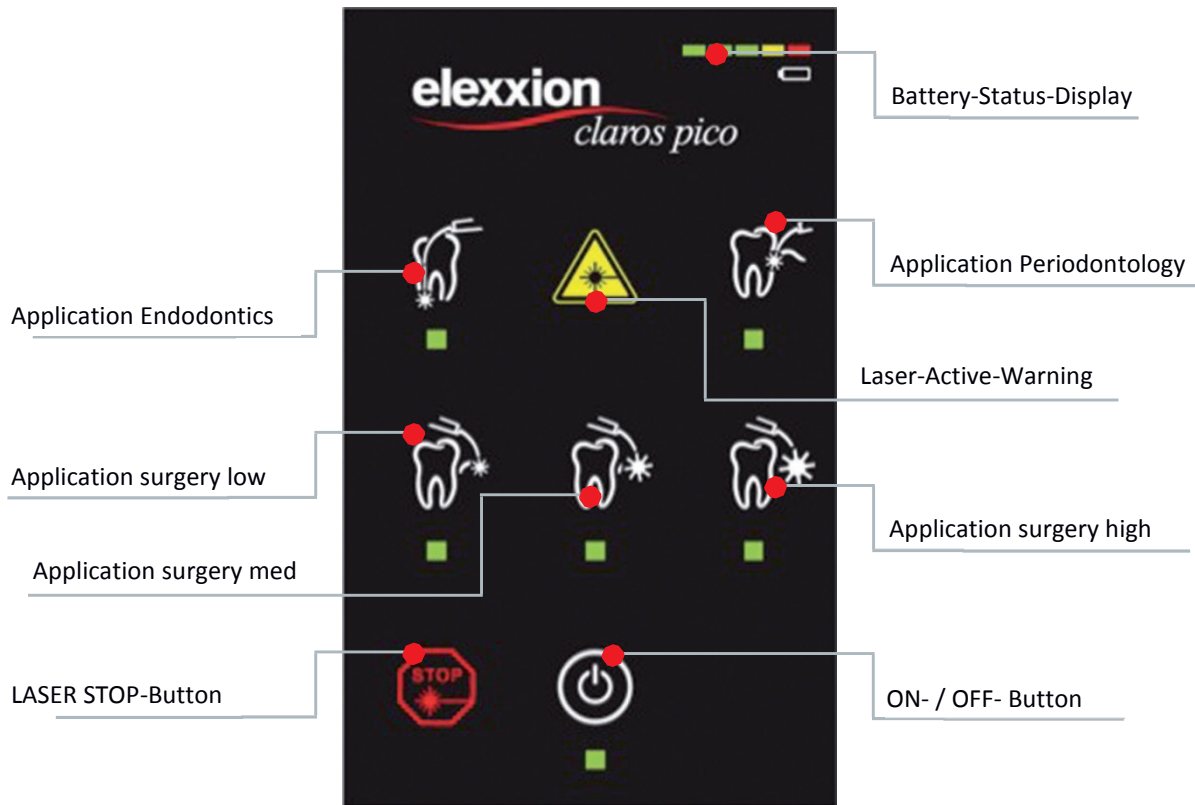 elexxion
claros pico
Battery-Status-Display
Application Endodontics
Application Periodontology
Laser-Active-Warning
Application surgery low
Application surgery med
Application surgery high
STOP
LASER STOP-Button
ON- / OFF- Button